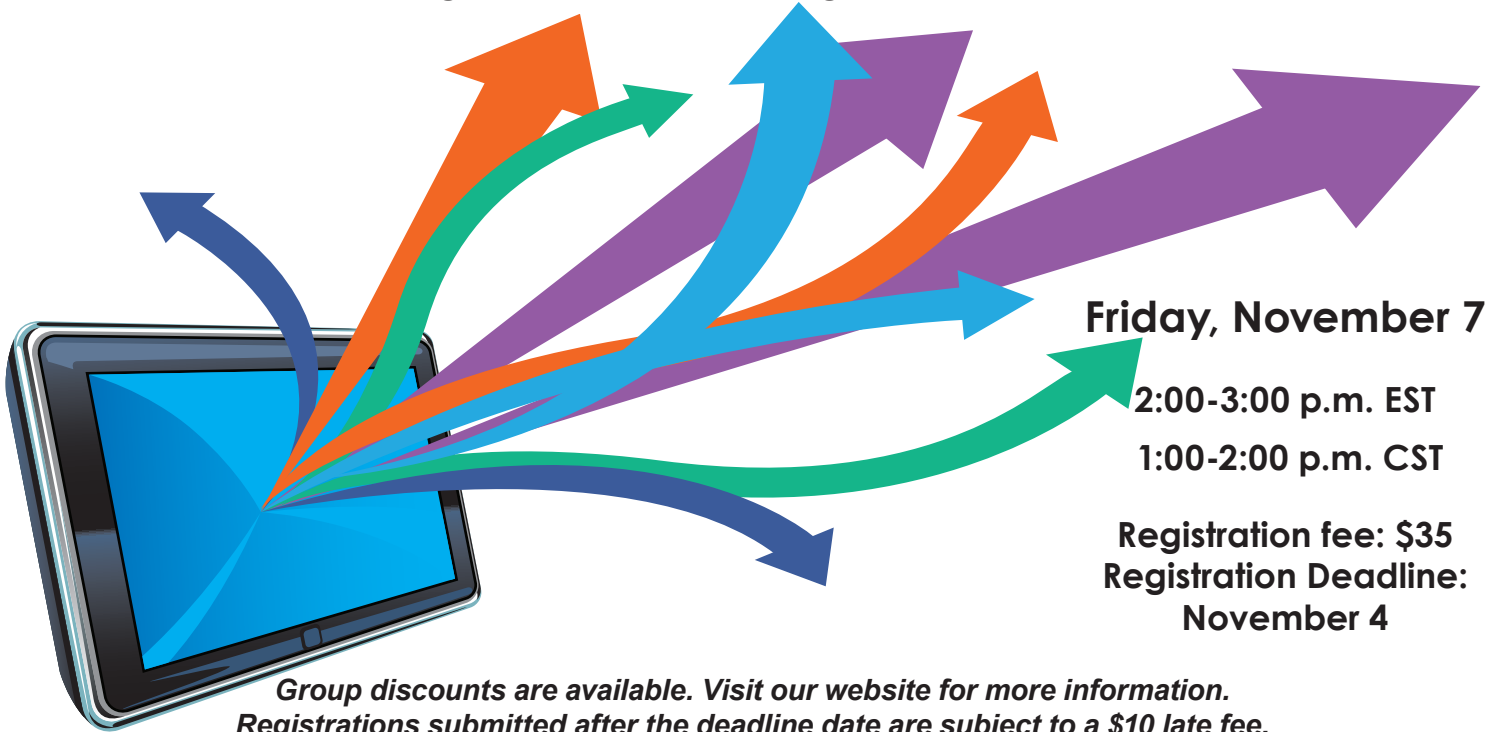 Friday, November 7
2:00-3:00 p.m. EST
1:00-2:00 p.m. CST
Registration fee: $35
Registration Deadline:
November 4
Group discounts are available. Visit our website for more information.
Registrations submitted after the deadline date are subject to a $10 late fee.